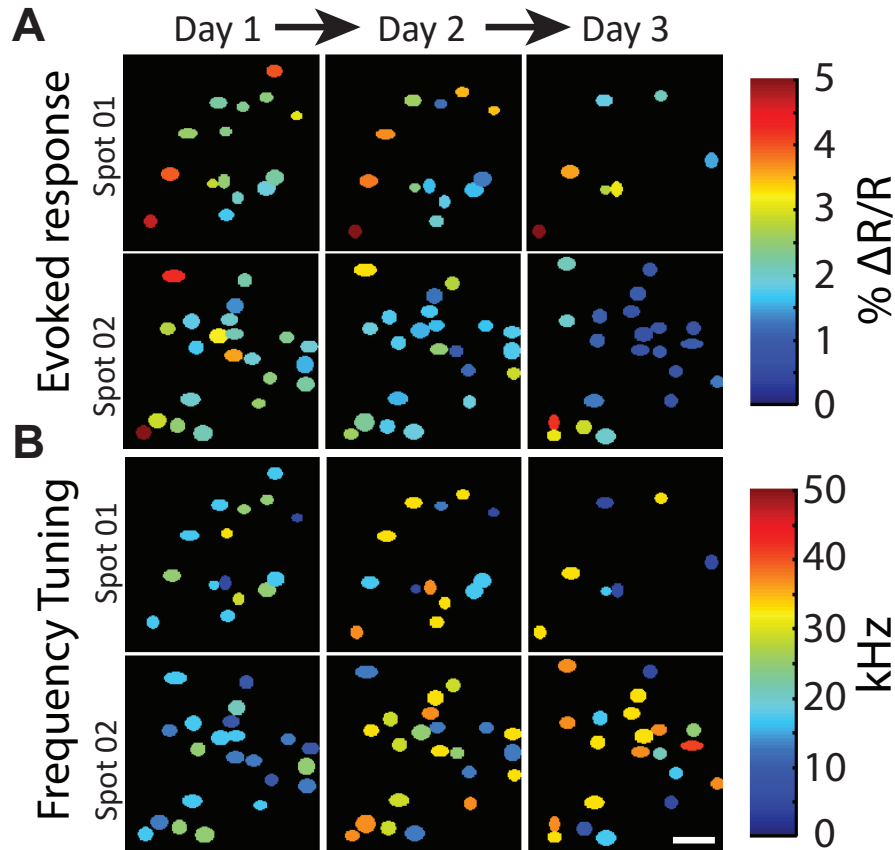 A
Day 1
Day 2
Day 3
Evoked response
Spot 01
Spot 02
5
4
3
2
1
0
% ΔR/R
B
Frequency Tuning
Spot 01
Spot 02
50
40
30
20
10
0
kHz